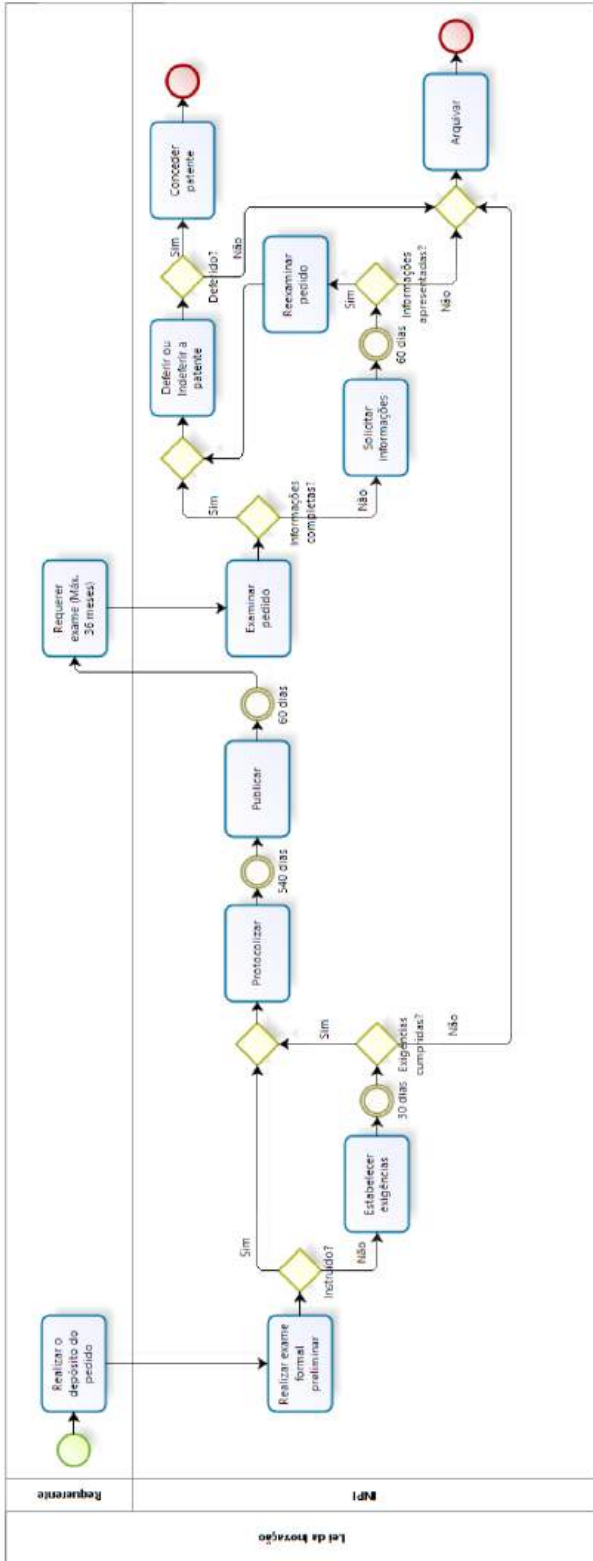 Lei da Inovação
Requerente
INPI
Realizar o
depósito do
pedido
Realizar exame
formal
preliminar
Instruído?
Sim
Não
Estabelecer
exigências
30 dias
Exigências
cumpridas?
Sim
Não
Protocolizar
540 dias
Publicar
60 dias
Requerer
exame (Máx.
36 meses)
Examinar
pedido
Informações
completas?
Sim
Não
Solicitar
informações
60 dias
Informações
apresentadas?
Sim
Não
Reexaminar
pedido
Deferir ou
Indeferir a
patente
Deferido?
Sim
Não
Conceder
patente
Arquivar